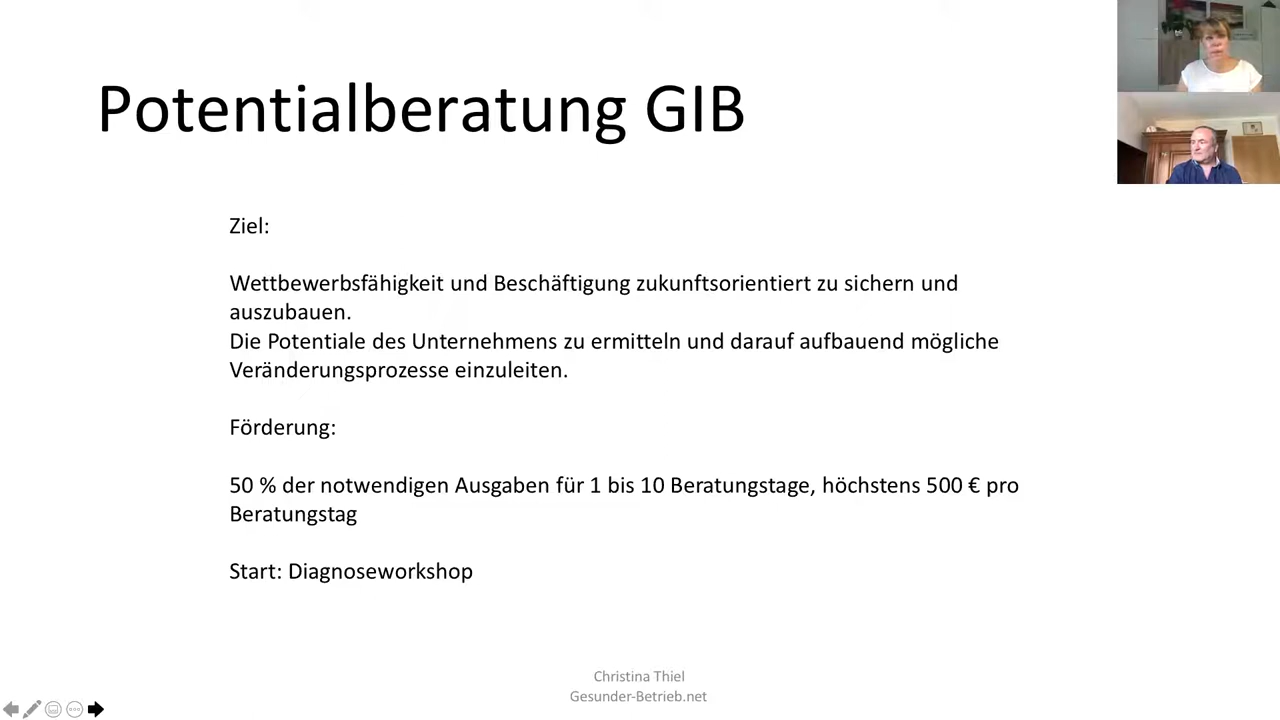 Potentialberatung GIB
Ziel:
Wettbewerbsfähigkeit und Beschäftigung zukunftsorientiert zu sichern und
auszubauen.
Die Potentiale des Unternehmens zu ermitteln und darauf aufbauend mögliche
Veränderungsprozesse einzuleiten.
Förderung:
50 % der notwendigen Ausgaben für 1 bis 10 Beratungstage, höchstens 500 € pro
Beratungstag
Start: Diagnoseworkshop
Christina Thiel
Gesunder-Betrieb.net